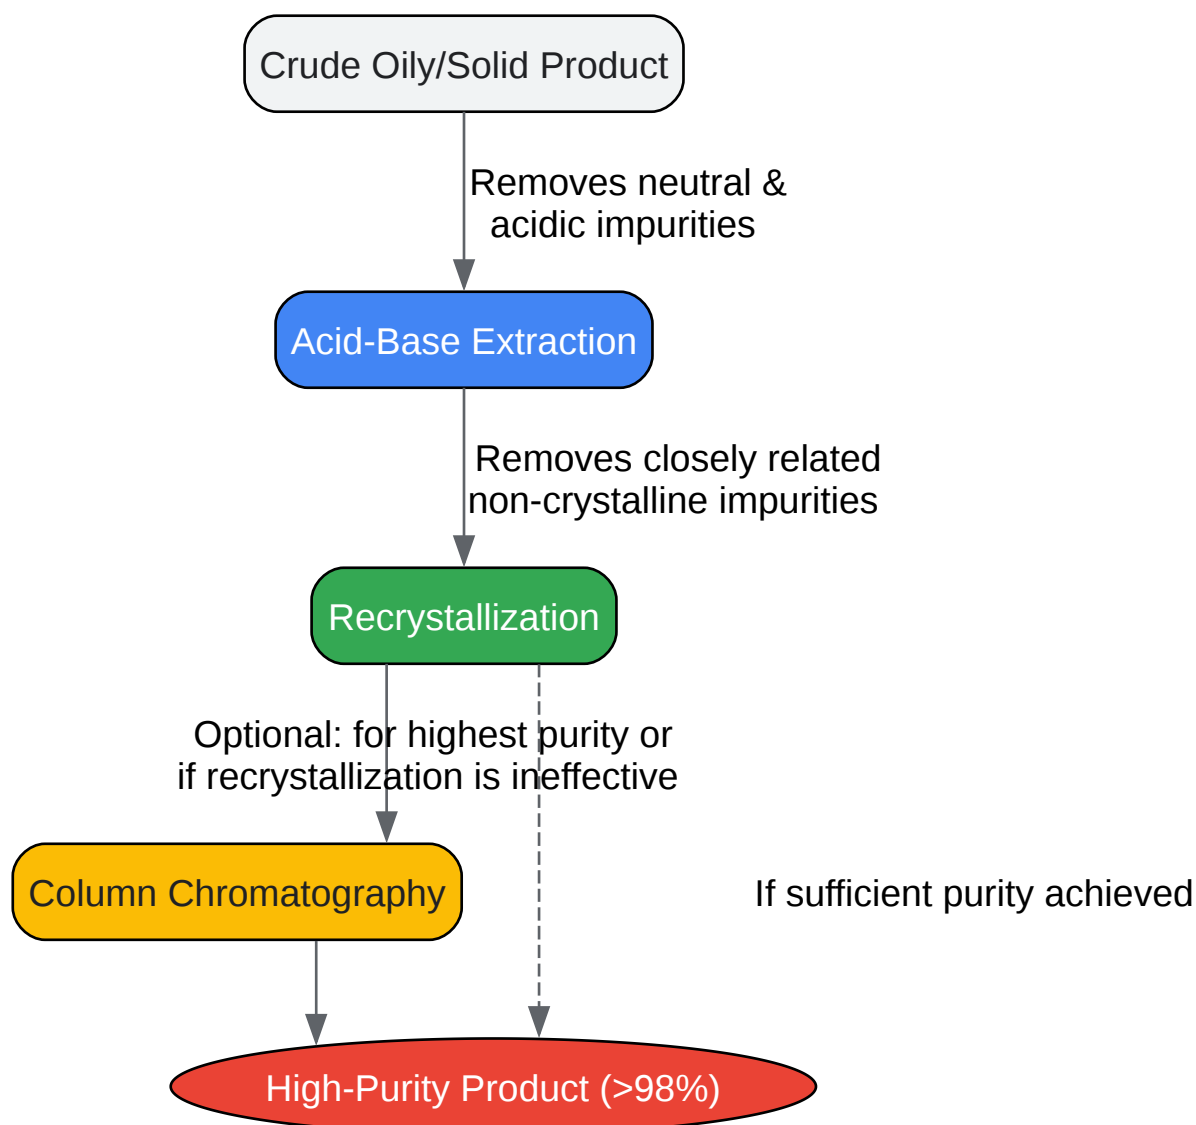 Crude Oily/Solid Product
Removes neutral &
acidic impurities
Acid-Base Extraction
Removes closely related
non-crystalline impurities
Recrystallization
Optional: for highest purity or
if recrystallization is ineffective
Column Chromatography
If sufficient purity achieved
High-Purity Product (>98%)